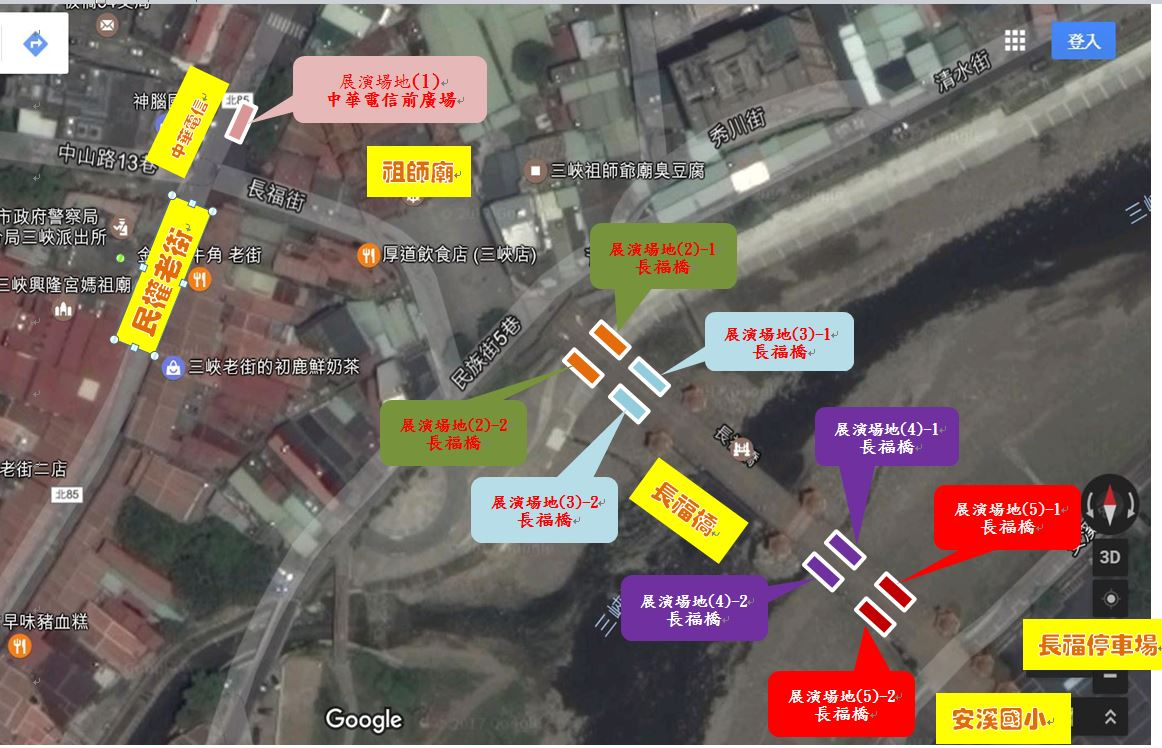 登入
清水街
展演場地(1)
中華電信前廣場
北85
中華電信
中山路13巷
祖師廟
秀川街
三峽祖師爺廟臭豆腐
長福街
市政府警察局
局三峽派出所
牛角 老街
厚道飲食店 (三峽店)
民權老街
三峽興隆宮媽祖廟
展演場地(2)-1
長福橋
民族街5巷
展演場地(3)-1
長福橋
三峽老街的初鹿鮮奶茶
展演場地(2)-2
長福橋
展演場地(4)-1
長福橋
老街二店
北85
展演場地(3)-2
長福橋
長福橋
展演場地(5)-1
長福橋
3D
展演場地(4)-2
長福橋
三峽
早味豬血糕
長福停車場
展演場地(5)-2
長福橋
安溪國小
Google